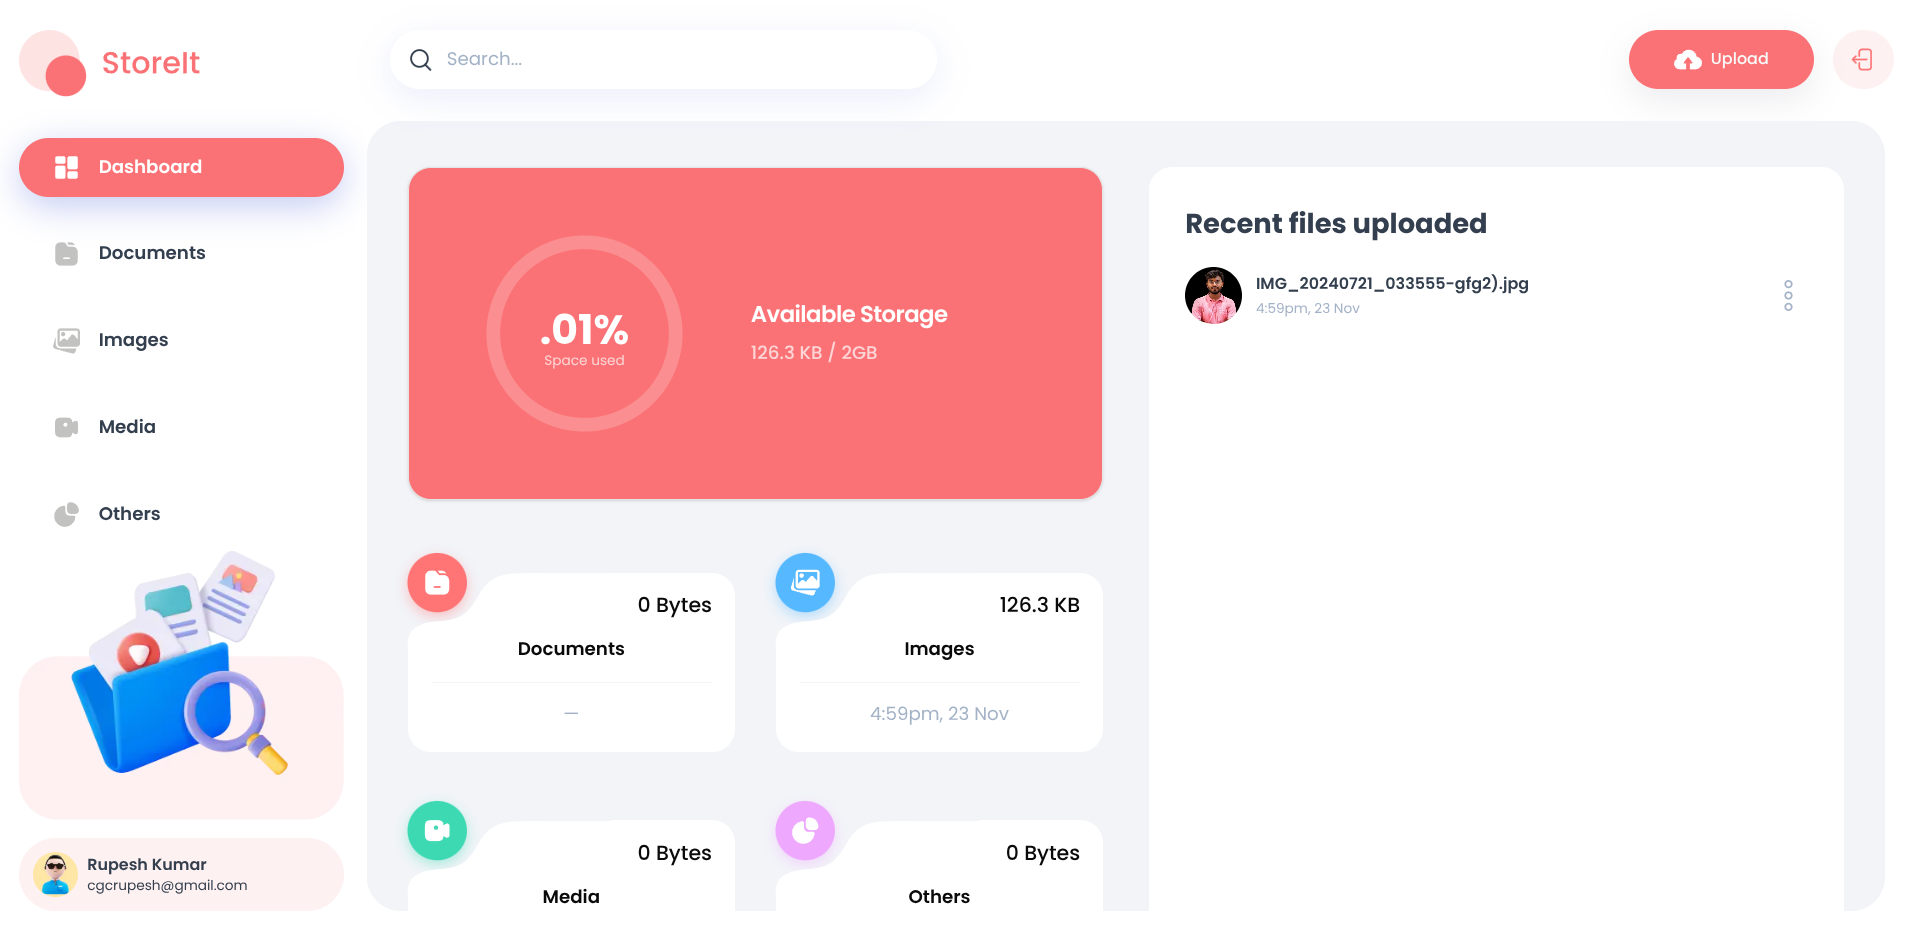 StoreIt
Search...
Upload
Dashboard
Documents
Images
Media
Others
Rupesh Kumar
cgcrupesh@gmail.com
.01%
Space used
Available Storage
126.3 KB / 2GB
0 Bytes
Documents
—
126.3 KB
Images
4:59pm, 23 Nov
0 Bytes
Media
0 Bytes
Others
Recent files uploaded
IMG_20240721_033555-gfg2).jpg
4:59pm, 23 Nov